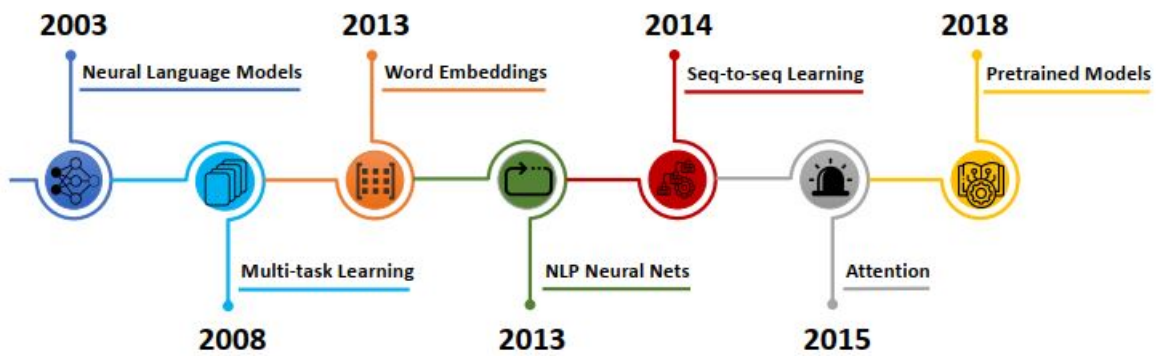 2003
Neural Language Models
2008
Multi-task Learning
2013
Word Embeddings
2013
NLP Neural Nets
2014
Seq-to-seq Learning
2015
Attention
2018
Pretrained Models